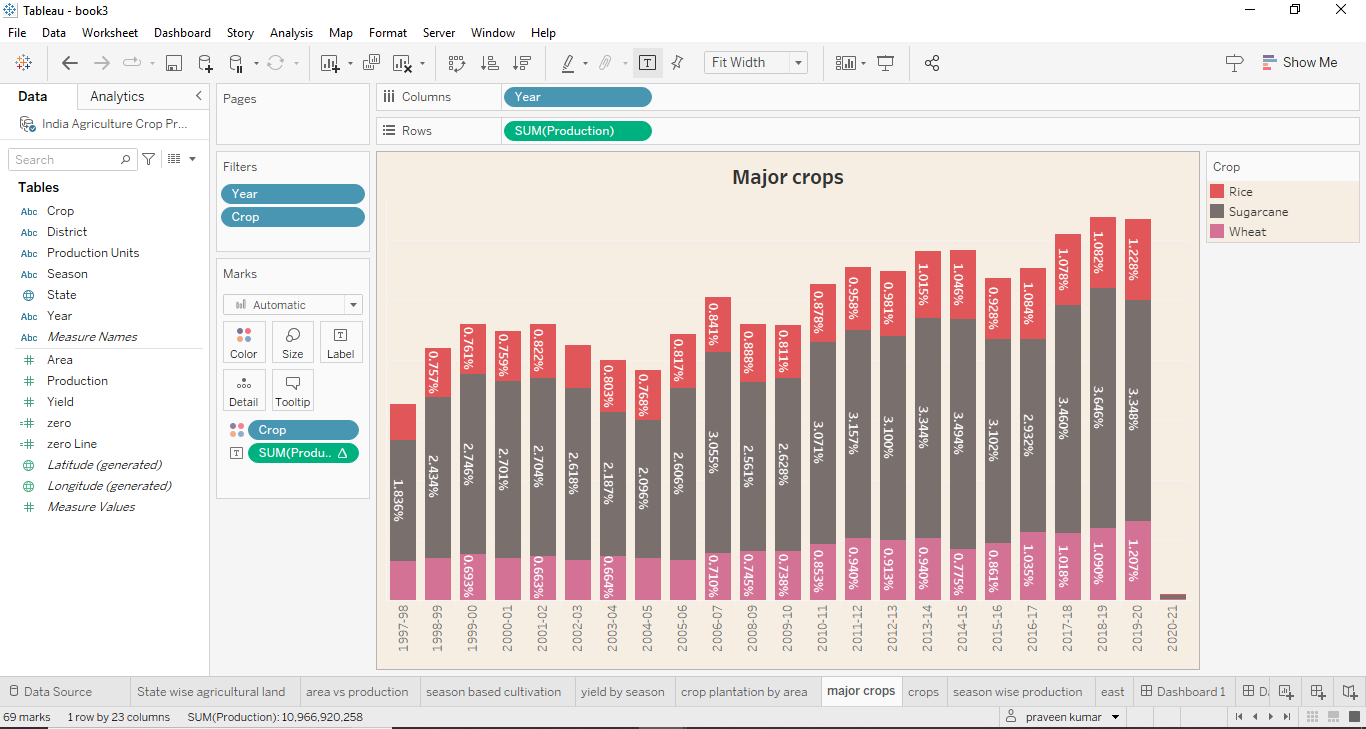 Tableau - book3
File Data Worksheet Dashboard Story Analysis Map Format Server Window Help
Fit Width
Show Me
Data Analytics
India Agriculture Crop Pr...
Search
Tables
Abc Crop
Abc District
Abc Production Units
Abc Season
State
Abc Year
Abc Measure Names
Area
Production
Yield
zero
zero Line
Latitude (generated)
Longitude (generated)
Measure Values
Pages
Filters
Year
Crop
Marks
Automatic
Color Size Label
Detail Tooltip
Crop
SUM(Produ.. Δ
Columns Year
Rows SUM(Production)
Major crops
0.757% 0.761% 0.759% 0.822% 0.803% 0.768% 0.817% 0.841% 0.888% 0.811% 0.878% 0.958% 0.981% 1.015% 1.046% 0.928% 1.084% 1.078% 1.082% 1.228%
1.836% 2.434% 2.746% 2.701% 2.704% 2.618% 2.187% 2.096% 2.606% 3.055% 2.561% 2.628% 3.071% 3.157% 3.100% 3.344% 3.494% 3.102% 2.932% 3.460% 3.646% 3.348%
0.693% 0.663% 0.664% 0.710% 0.745% 0.738% 0.853% 0.940% 0.913% 0.940% 0.775% 0.861% 1.035% 1.018% 1.090% 1.207%
1997-98 1998-99 1999-00 2000-01 2001-02 2002-03 2003-04 2004-05 2005-06 2006-07 2008-09 2009-10 2010-11 2011-12 2012-13 2013-14 2014-15 2015-16 2016-17 2017-18 2018-19 2019-20 2020-21
Crop
Rice
Sugarcane
Wheat
Data Source State wise agricultural land area vs production season based cultivation yield by season crop plantation by area major crops crops season wise production east Dashboard 1 D
69 marks 1 row by 23 columns SUM(Production): 10,966,920,258 praveen kumar